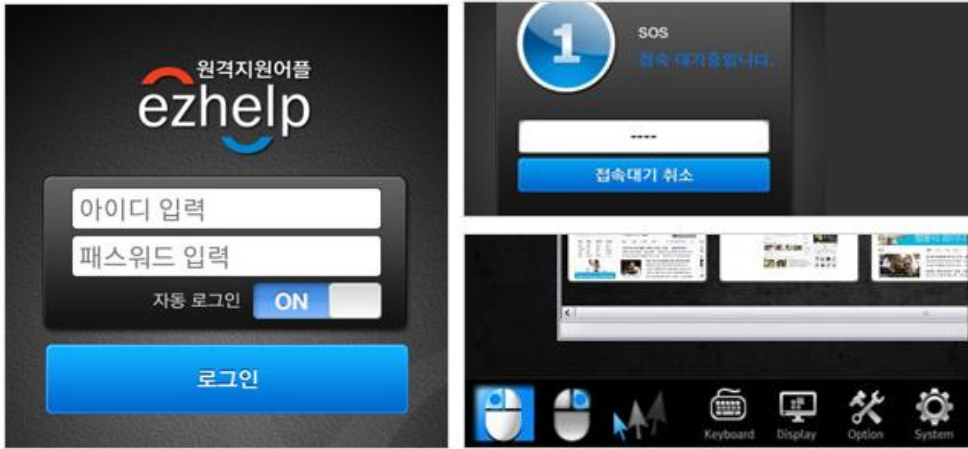 원격지원어플
ezhelp
아이디 입력
패스워드 입력
자동 로그인 ON
로그인
1
sos
접속 대기중입니다.
----
접속대기 취소
Keyboard
Display
Option
System